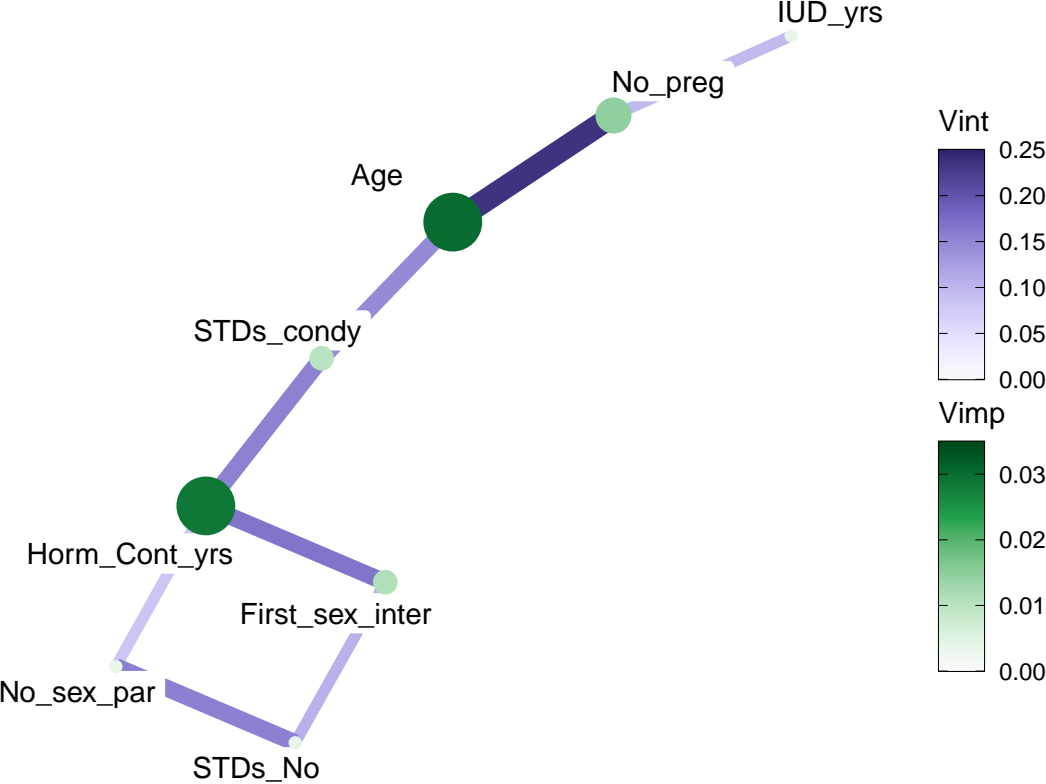 IUD_yrs
No_preg
Age
STDs_condy
Horm_Cont_yrs
First_sex_inter
No_sex_par
STDs_No
Vint
0.25
0.20
0.15
0.10
0.05
0.00
Vimp
0.03
0.02
0.01
0.00